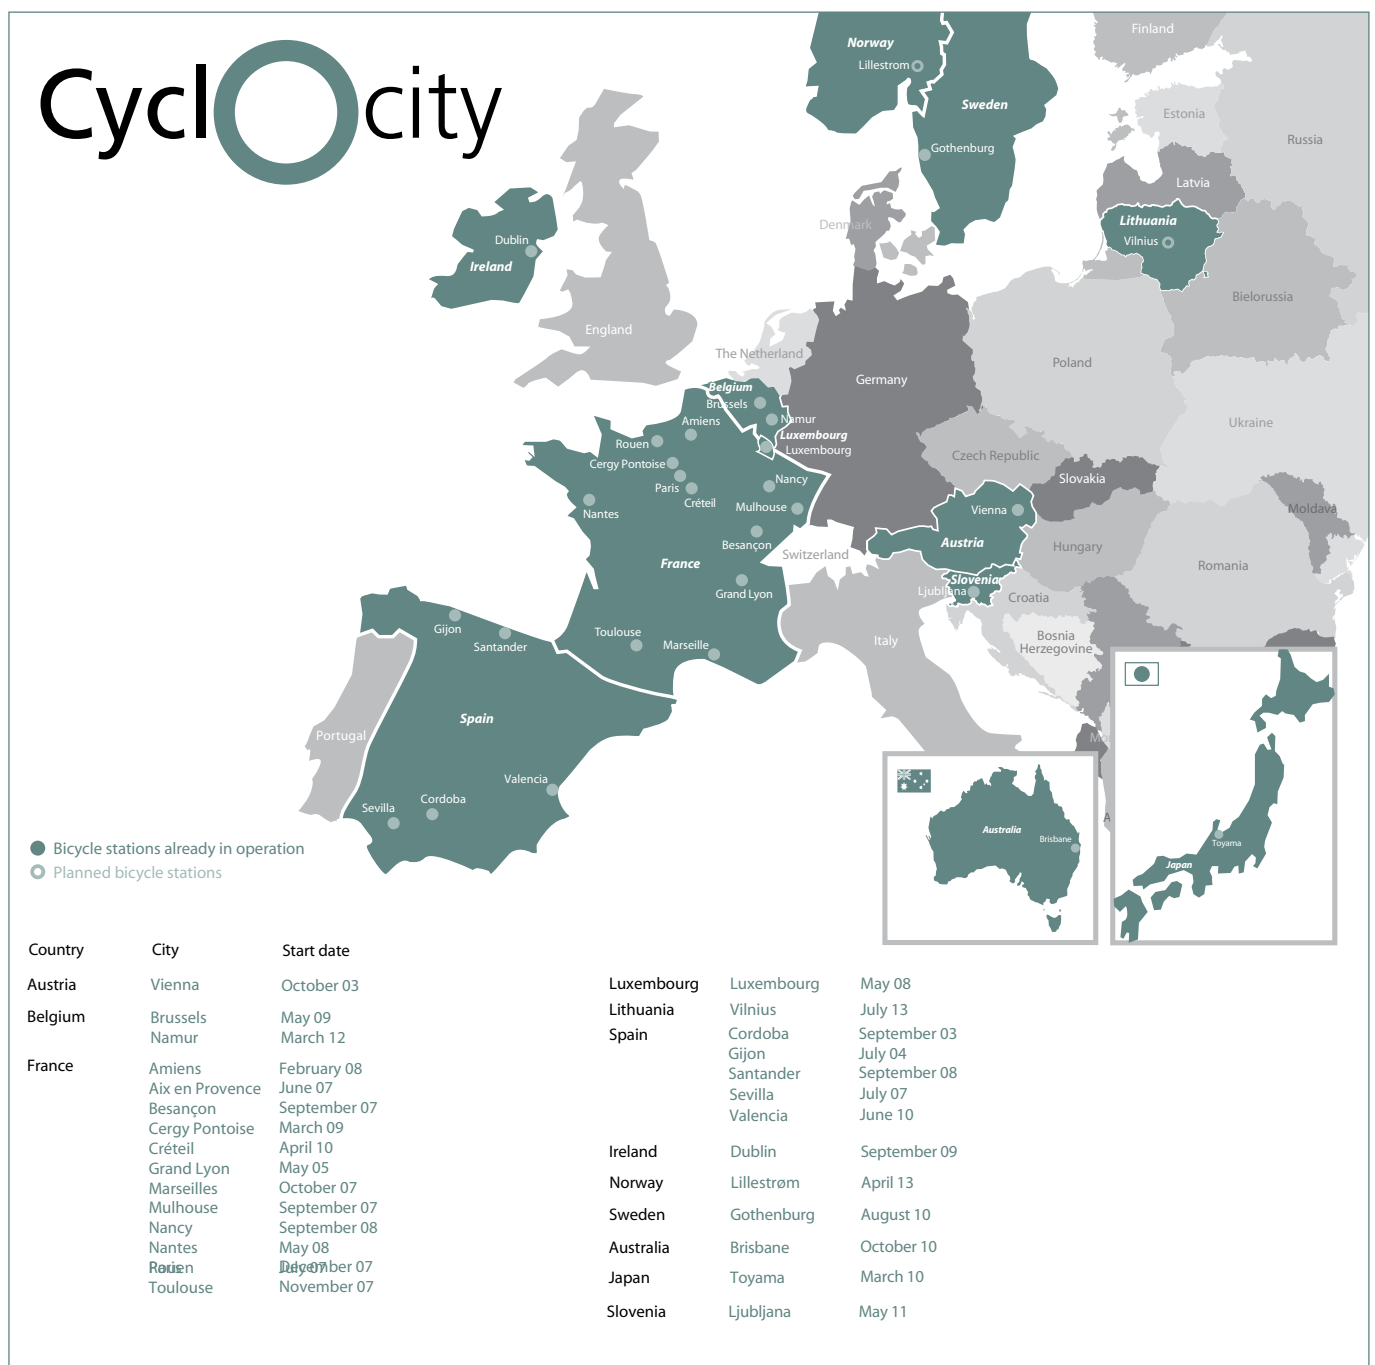 CyclOcity
Finland
Norway
Lillestrom
Sweden
Estonia
Russia
Gothenburg
Latvia
Denmark
Lithuania
Vilnius
Dublin
Ireland
Bielorussia
England
The Netherland
Poland
Germany
Belgium
Brussels
Namur
Amiens
Ukraine
Luxembourg
Luxembourg
Rouen
Czech Republic
Cergy Pontoise
Slovakia
Nancy
Paris
Créteil
Mulhouse
Moldava
Vienna
Nantes
Besançon
Austria
Hungary
Switzerland
France
Romania
Slovenia
Ljubljana
Grand Lyon
Croatia
Gijon
Toulouse
Bosnia
Herzegovine
Santander
Marseille
Italy
Spain
Portugal
Mo
Valencia
Cordoba
Sevilla
A
Australia
Brisbane
Toyama
Japan
Bicycle stations already in operation
Planned bicycle stations
Country City Start date
Austria Vienna October 03
Belgium Brussels May 09
Namur March 12
France Amiens February 08
Aix en Provence June 07
Besançon September 07
Cergy Pontoise March 09
Créteil April 10
Grand Lyon May 05
Marseilles October 07
Mulhouse September 07
Nancy September 08
Nantes May 08
Paris July 07
Rouen December 07
Toulouse November 07
Luxembourg Luxembourg May 08
Lithuania Vilnius July 13
Spain Cordoba September 03
Gijon July 04
Santander September 08
Sevilla July 07
Valencia June 10
Ireland Dublin September 09
Norway Lillestrøm April 13
Sweden Gothenburg August 10
Australia Brisbane October 10
Japan Toyama March 10
Slovenia Ljubljana May 11